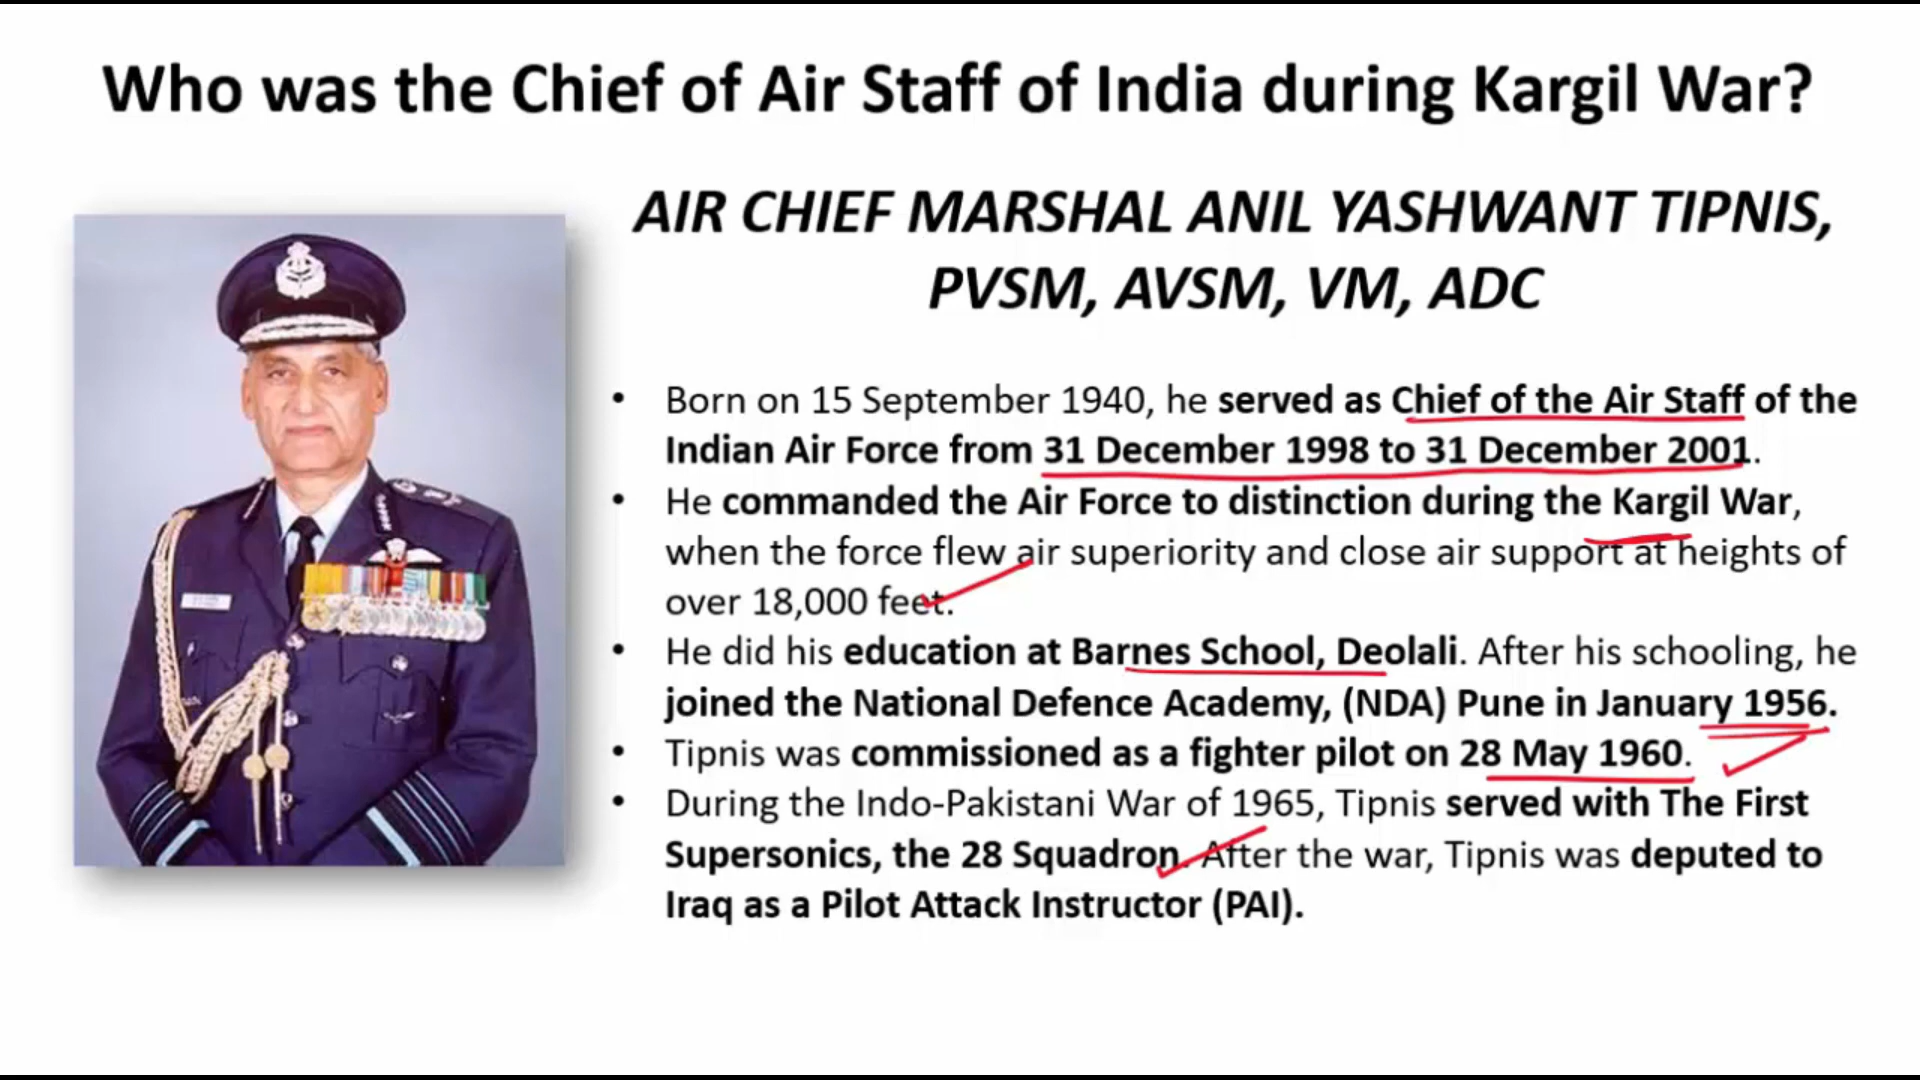 Who was the Chief of Air Staff of India during Kargil War?
AIR CHIEF MARSHAL ANIL YASHWANT TIPNIS,
PVSM, AVSM, VM, ADC
• Born on 15 September 1940, he served as Chief of the Air Staff of the
Indian Air Force from 31 December 1998 to 31 December 2001.
• He commanded the Air Force to distinction during the Kargil War,
when the force flew air superiority and close air support at heights of
over 18,000 feet.
• He did his education at Barnes School, Deolali. After his schooling, he
joined the National Defence Academy, (NDA) Pune in January 1956.
• Tipnis was commissioned as a fighter pilot on 28 May 1960.
• During the Indo-Pakistani War of 1965, Tipnis served with The First
Supersonics, the 28 Squadron. After the war, Tipnis was deputed to
Iraq as a Pilot Attack Instructor (PAI).